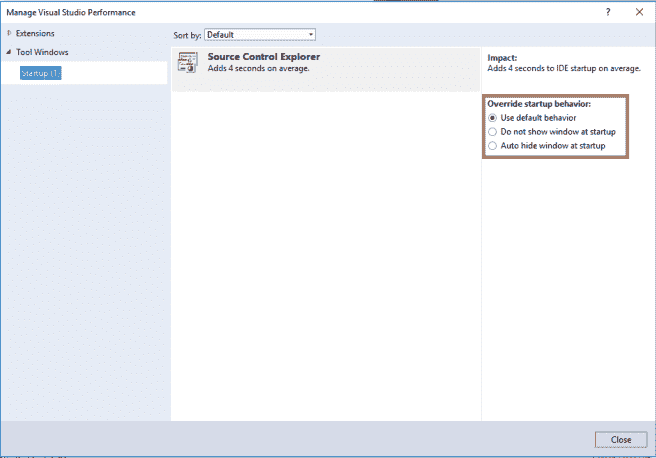 Manage Visual Studio Performance
?
Extensions
Tool Windows
Startup (1)
Sort by: Default
Source Control Explorer
Adds 4 seconds on average.
Impact:
Adds 4 seconds to IDE startup on average.
Override startup behavior:
Use default behavior
Do not show window at startup
Auto hide window at startup
Close